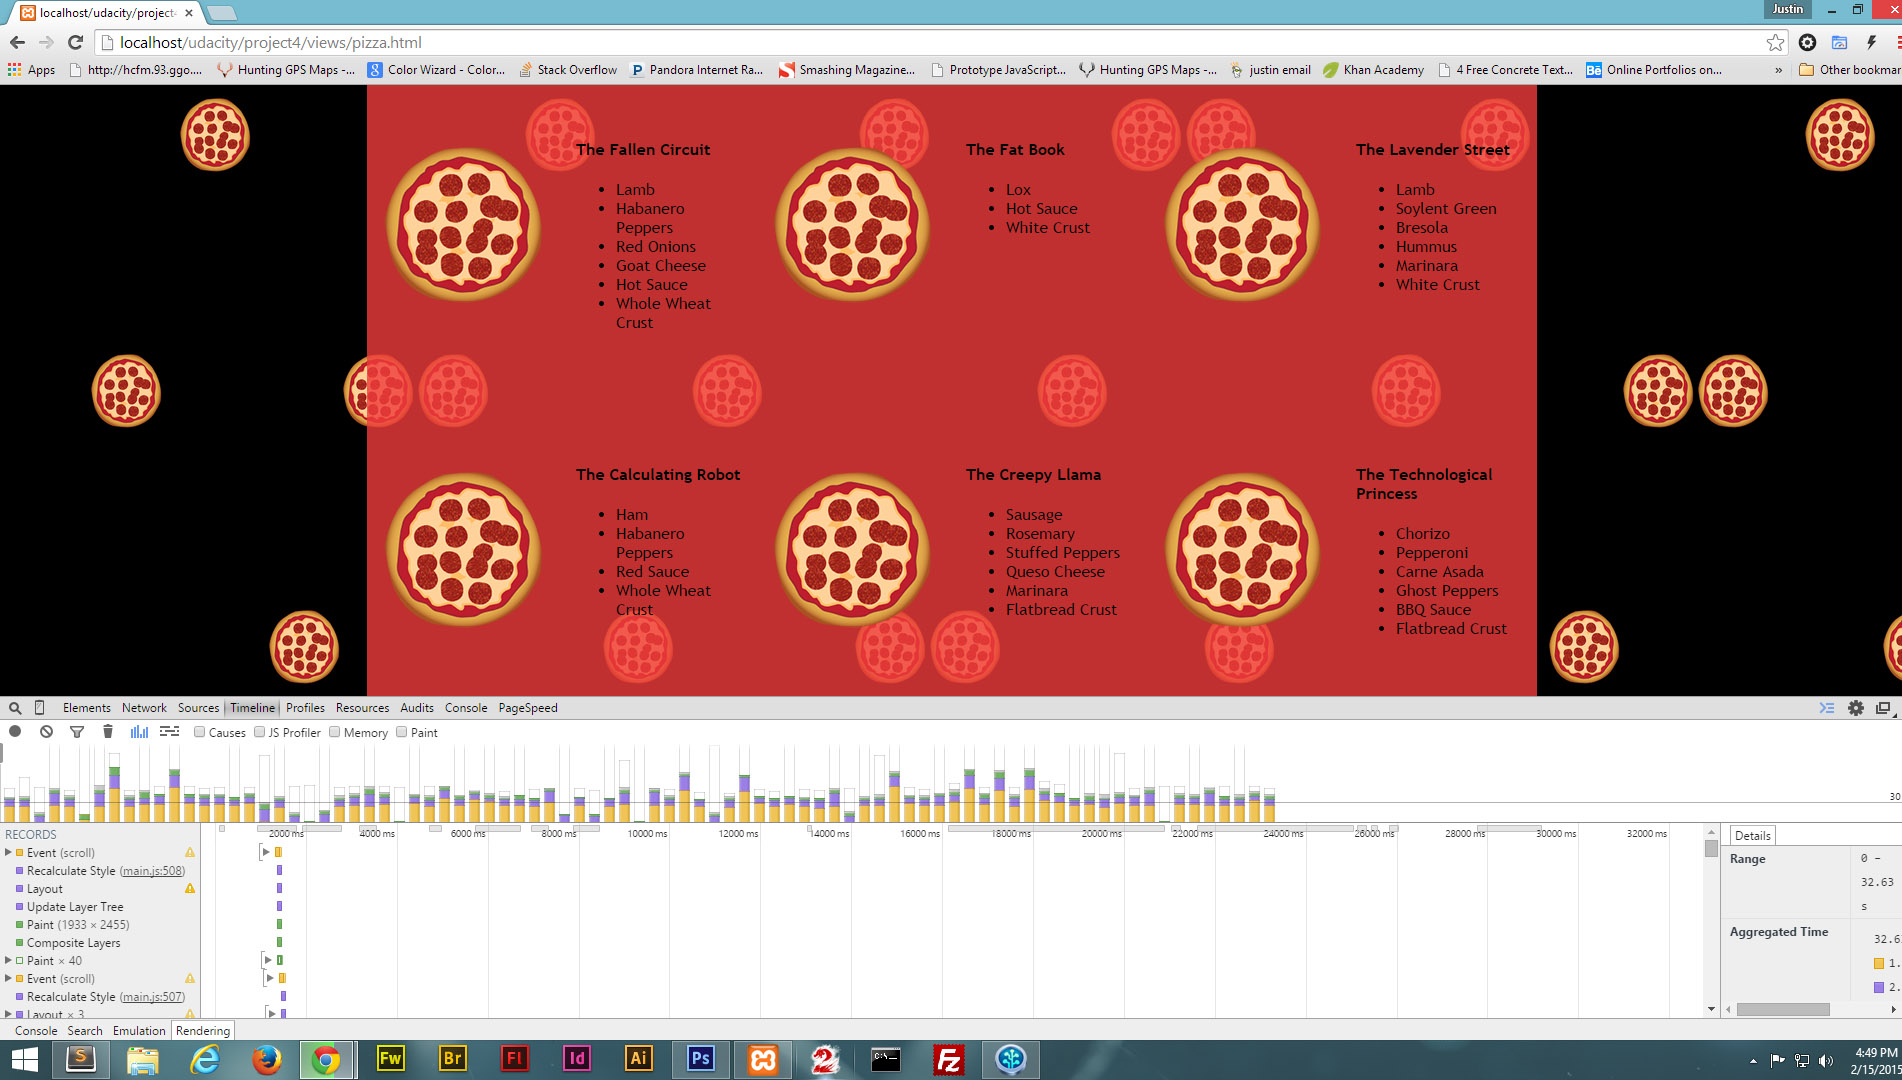 Justin
localhost/udacity/project4
localhost/udacity/project4/views/pizza.html
Apps http://hcfm.93.ggo.... Hunting GPS Maps -... Color Wizard - Color... Stack Overflow Pandora Internet Ra... Smashing Magazine... Prototype JavaScript... Hunting GPS Maps -... justin email Khan Academy 4 Free Concrete Text... Bē Online Portfolios on... » Other bookmar
The Fallen Circuit
Lamb
Habanero
Peppers
Red Onions
Goat Cheese
Hot Sauce
Whole Wheat
Crust
The Fat Book
Lox
Hot Sauce
White Crust
The Lavender Street
Lamb
Soylent Green
Bresola
Hummus
Marinara
White Crust
The Calculating Robot
Ham
Habanero
Peppers
Red Sauce
Whole Wheat
Crust
The Creepy Llama
Sausage
Rosemary
Stuffed Peppers
Queso Cheese
Marinara
Flatbread Crust
The Technological
Princess
Chorizo
Pepperoni
Carne Asada
Ghost Peppers
BBQ Sauce
Flatbread Crust
Elements Network Sources Timeline Profiles Resources Audits Console PageSpeed
Causes JS Profiler Memory Paint
30
RECORDS 2000 ms 4000 ms 6000 ms 8000 ms 10000 ms 12000 ms 14000 ms 16000 ms 18000 ms 20000 ms 22000 ms 24000 ms 26000 ms 28000 ms 30000 ms 32000 ms Details
Event (scroll)
Recalculate Style (main.js:508)
Layout
Update Layer Tree
Paint (1933 × 2455)
Composite Layers
Paint × 40
Event (scroll)
Recalculate Style (main.js:507)
Layout × 3
Range 0 –
32.63
s
Aggregated Time 32.6
1.
2.
Console Search Emulation Rendering
S Fw Br Fl Id Ai Ps 2 C:\ Fz
4:49 PM
2/15/2015